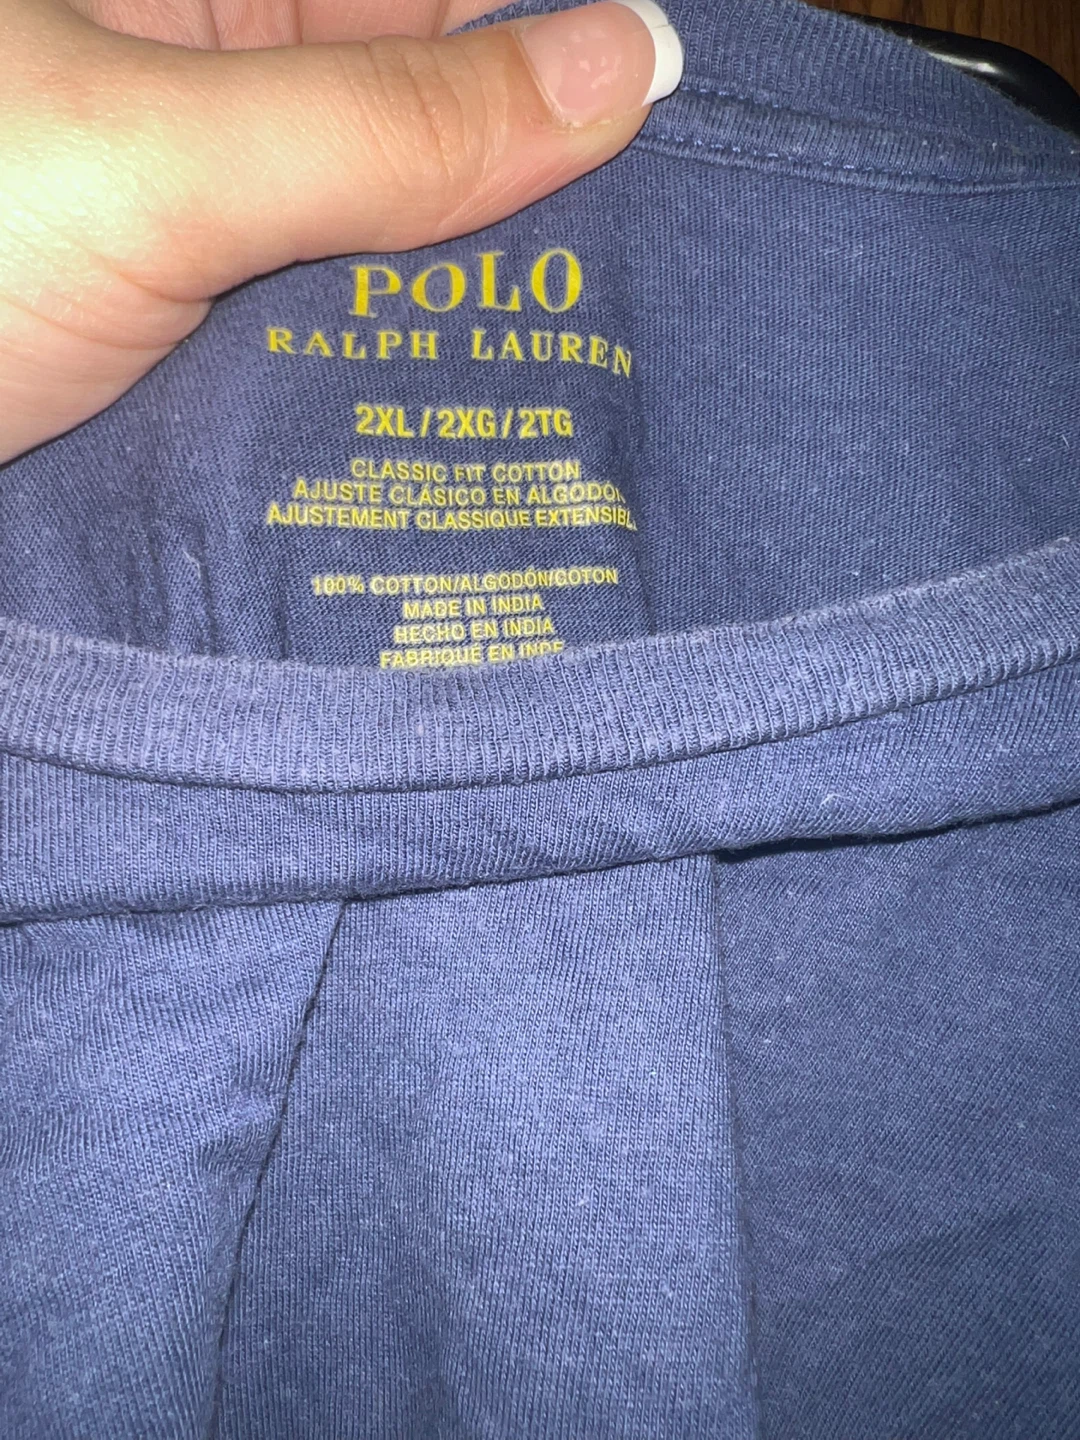 POLO
RALPH LAUREN
2XL / 2XG / 2TG
CLASSIC FIT COTTON
AJUSTE CLÁSICO EN ALGODÓN
AJUSTEMENT CLASSIQUE EXTENSIBL
100% COTTON/ALGODÓN/COTON
MADE IN INDIA
HECHO EN INDIA
FABRIQUÉ EN INDE